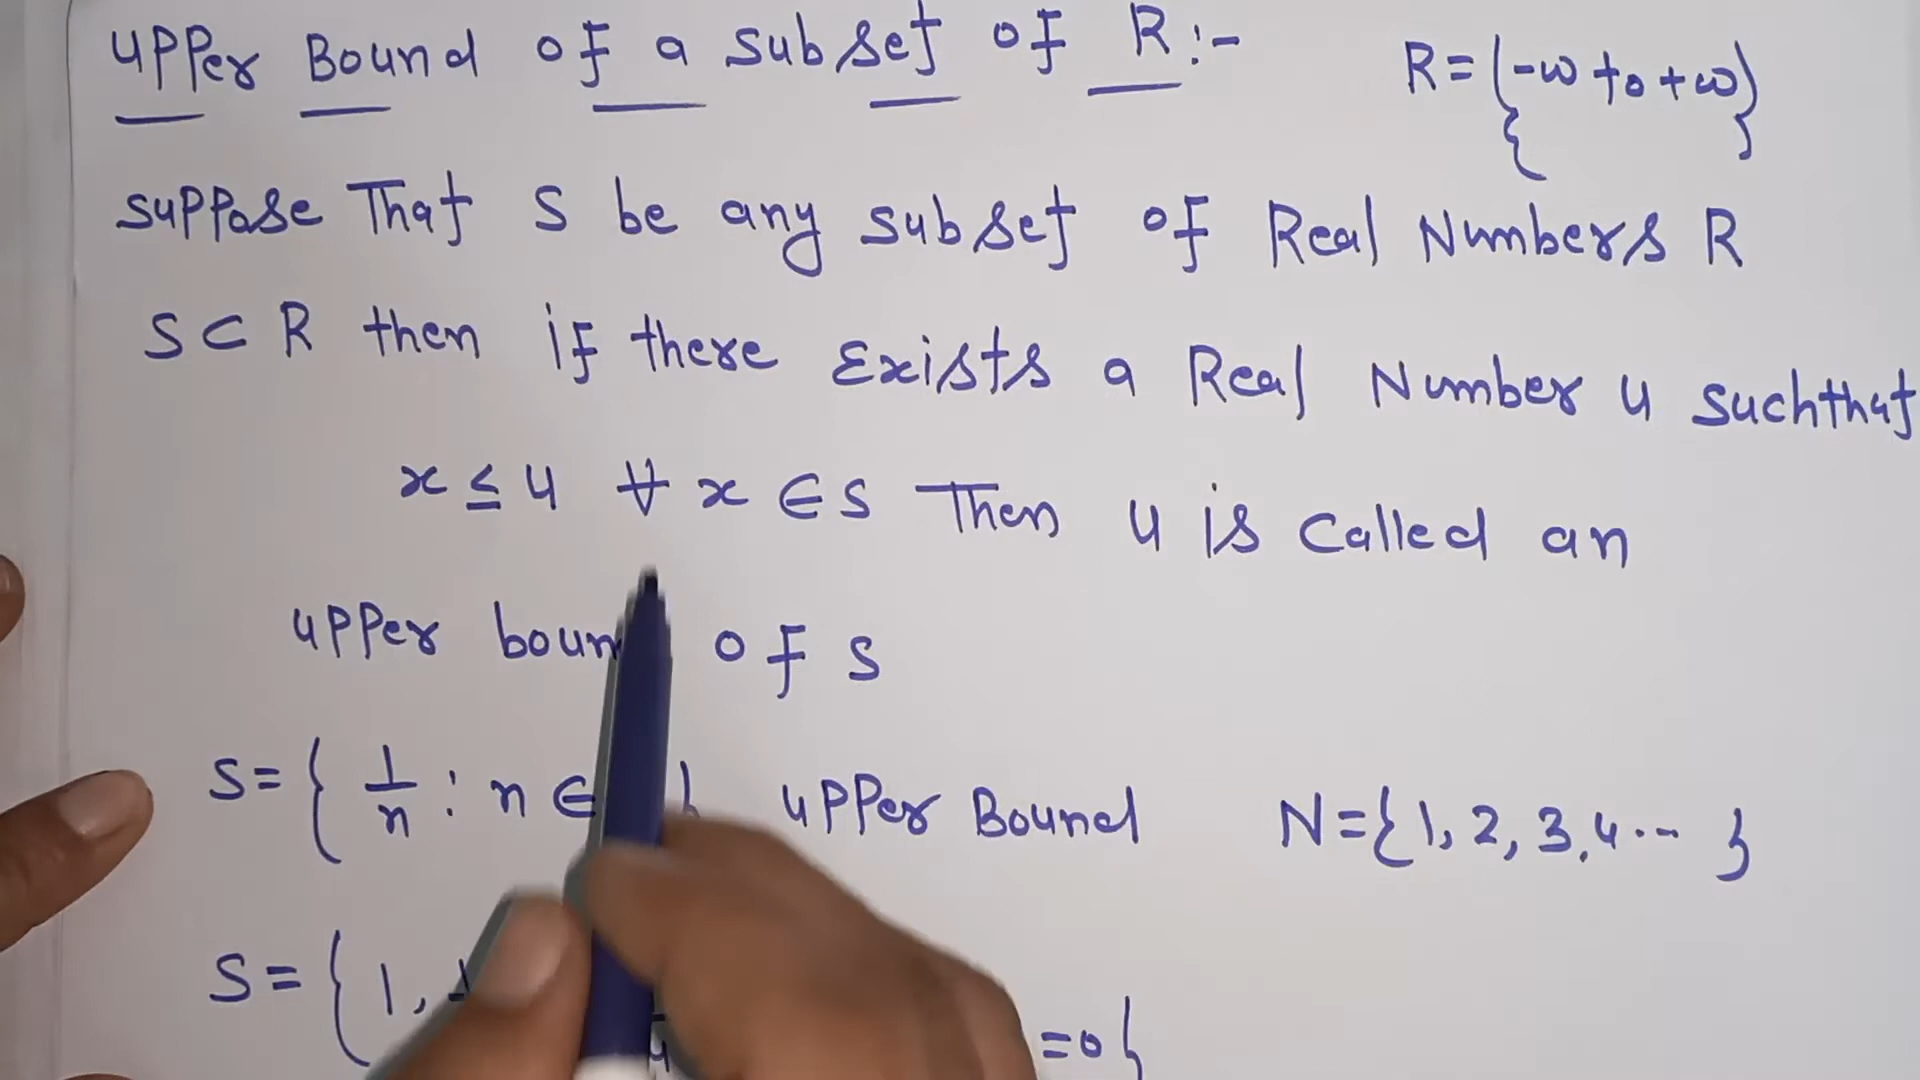 upper Bound of a subset of R:-
R = {-∞ to +∞}
suppose That S be any subset of Real Numbers R
S ⊂ R then if there Exists a Real Number u suchthat
x ≤ u ∀ x ∈ S Then u is called an
upper boun of S
S = { 1/n : n ∈ } upper Bound N = {1, 2, 3, 4 ... }
S = { 1, =0}